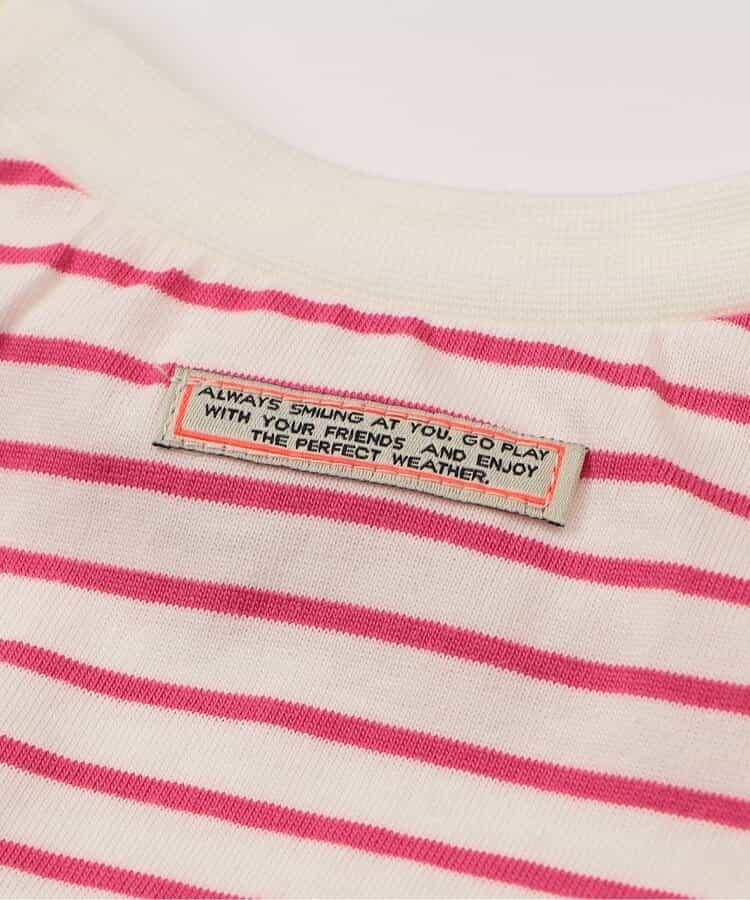 ALWAYS SMILING AT YOU. GO PLAY
WITH YOUR FRIENDS AND ENJOY
THE PERFECT WEATHER.